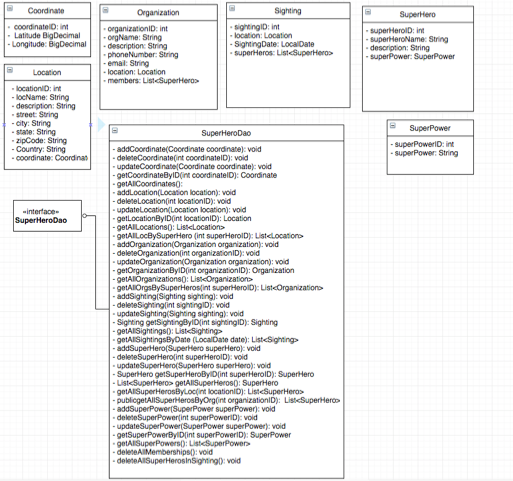 Coordinate
- coordinateID: int
- Latitude BigDecimal
- Longitude: BigDecimal
Organization
- organizationID: int
- orgName: String
- description: String
- phoneNumber: String
- email: String
- location: Location
- members: List<SuperHero>
Sighting
- sightingID: int
- location: Location
- SightingDate: LocalDate
- superHeros: List<SuperHero>
SuperHero
- superHeroID: int
- superHeroName: String
- description: String
- superPower: SuperPower
Location
- locationID: int
- locName: String
- description: String
- street: String
- city: String
- state: String
- zipCode: String
- Country: String
- coordinate: Coordinat
SuperPower
- superPowerID: int
- superPower: String
«interface»
SuperHeroDao
SuperHeroDao
- addCoordinate(Coordinate coordinate): void
- deleteCoordinate(int coordinateID): void
- updateCoordinate(Coordinate coordinate): void
- getCoordinateByID(int coordinateID): Coordinate
- getAllCoordinates():
- addLocation(Location location): void
- deleteLocation(int locationID): void
- updateLocation(Location location): void
- getLocationByID(int locationID): Location
- getAllLocations(): List<Location>
- getAllLocBySuperHero (int superHeroID): List<Location>
- addOrganization(Organization organization): void
- deleteOrganization(int organizationID): void
- updateOrganization(Organization organization): void
- getOrganizationByID(int organizationID): Organization
- getAllOrganizations(): List<Organization>
- getAllOrgsBySuperHeros(int superHeroID): List<Organization>
- addSighting(Sighting sighting): void
- deleteSighting(int sightingID): void
- updateSighting(Sighting sighting): void
- Sighting getSightingByID(int sightingID): Sighting
- getAllSightings(): List<Sighting>
- getAllSightingsByDate (LocalDate date): List<Sighting>
- addSuperHero(SuperHero superHero): void
- deleteSuperHero(int superHeroID): void
- updateSuperHero(SuperHero superHero): void
- SuperHero getSuperHeroByID(int superHeroID): SuperHero
- List<SuperHero> getAllSuperHeros(): SuperHero
- getAllSuperHerosByLoc(int locationID): List<SuperHero>
- publicgetAllSuperHerosByOrg(int organizationID): List<SuperHero>
- addSuperPower(SuperPower superPower): void
- deleteSuperPower(int superPowerID): void
- updateSuperPower(SuperPower superPower): void
- getSuperPowerByID(int superPowerID): SuperPower
- getAllSuperPowers(): List<SuperPower>
- deleteAllMemberships(): void
- deleteAllSuperHerosInSighting(): void